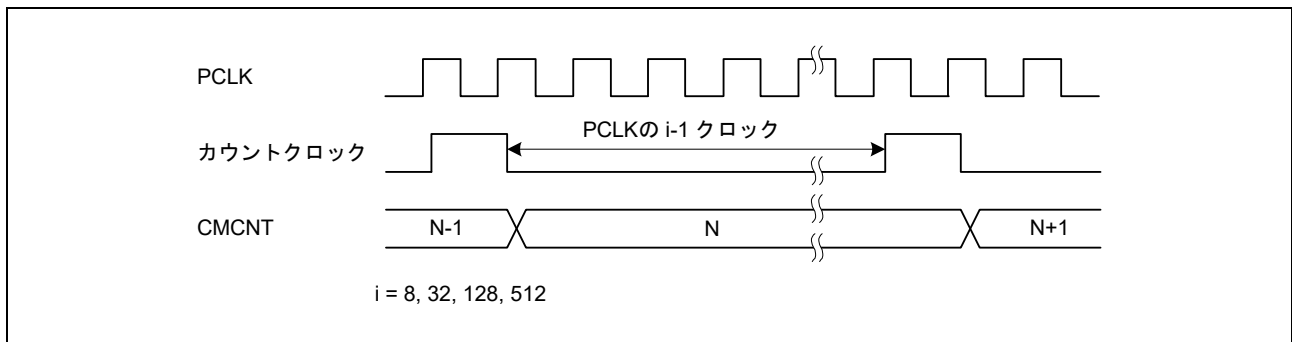 PCLK
PCLKの i-1 クロック
カウントクロック
CMCNT
N-1
N
N+1
i = 8, 32, 128, 512